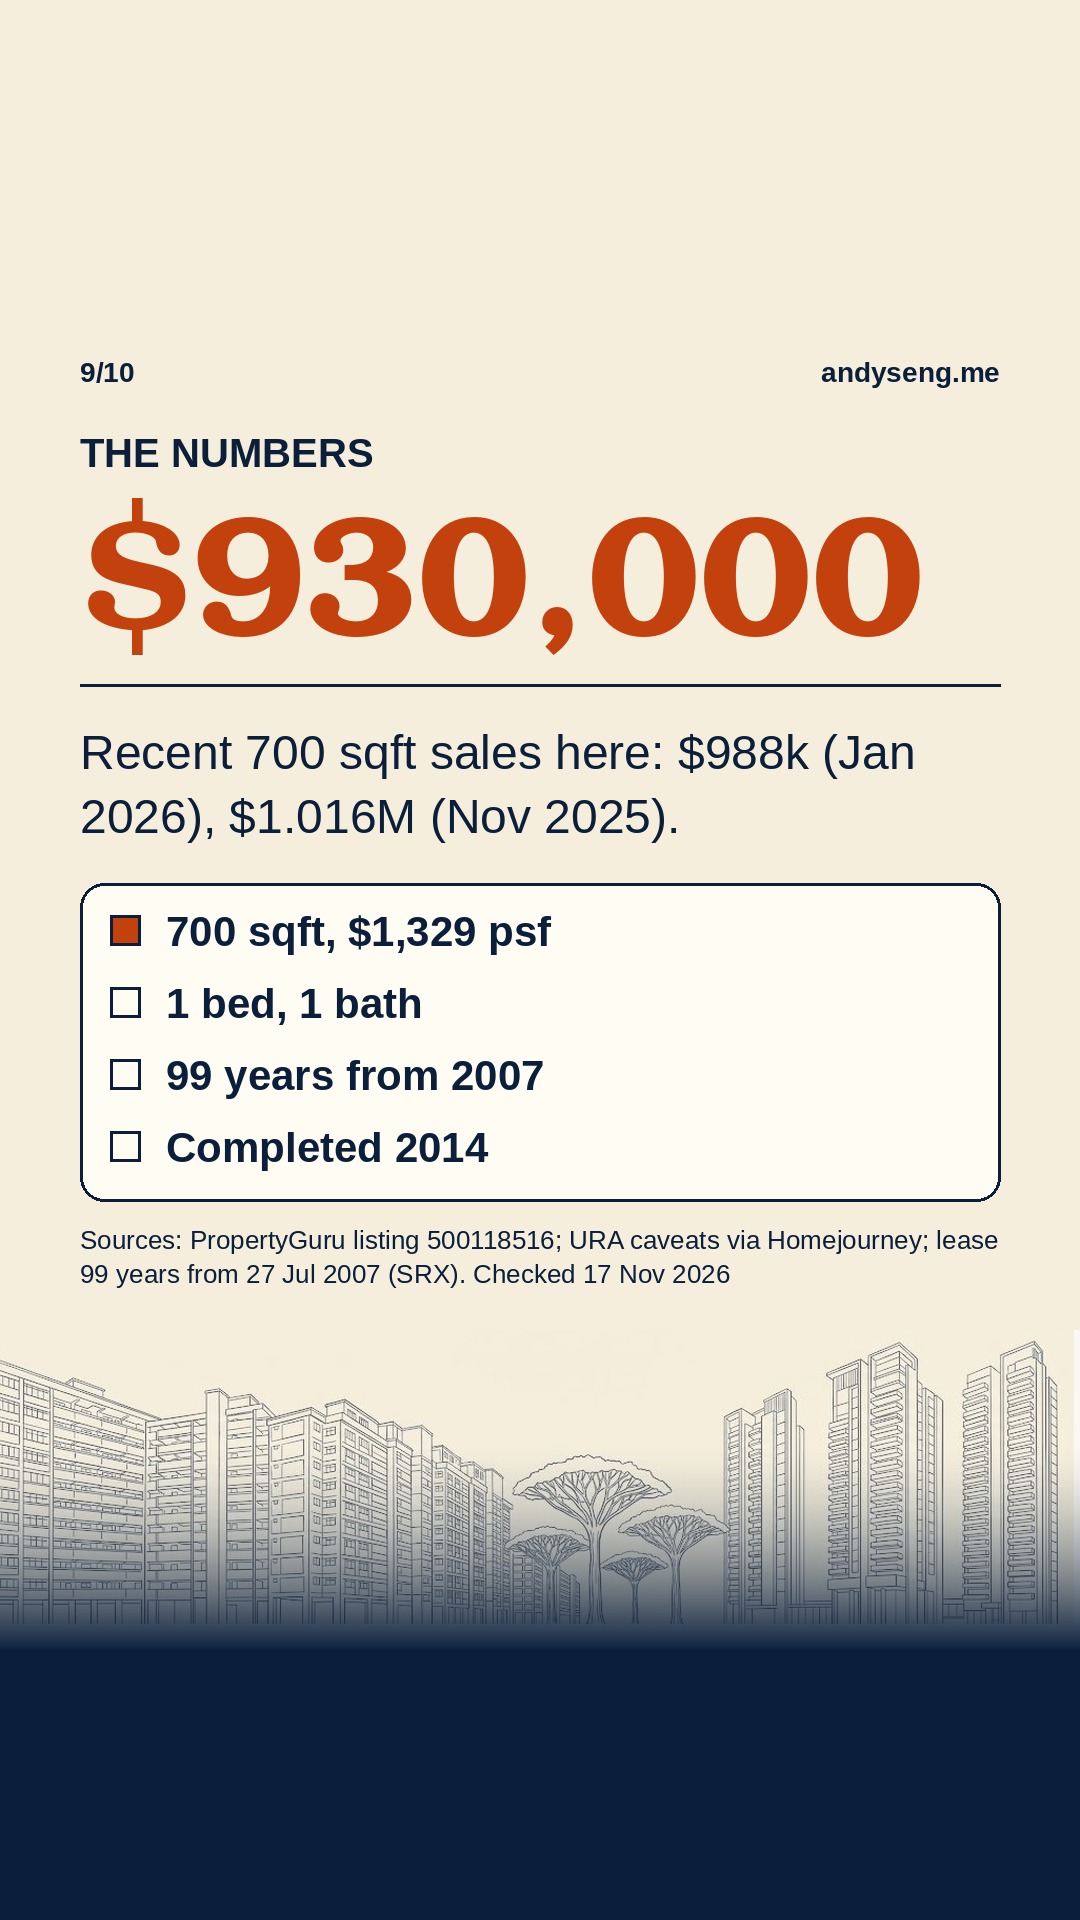 9/10
andyseng.me
THE NUMBERS
$930,000
Recent 700 sqft sales here: $988k (Jan
2026), $1.016M (Nov 2025).
700 sqft, $1,329 psf
1 bed, 1 bath
99 years from 2007
Completed 2014
Sources: PropertyGuru listing 500118516; URA caveats via Homejourney; lease
99 years from 27 Jul 2007 (SRX). Checked 17 Nov 2026